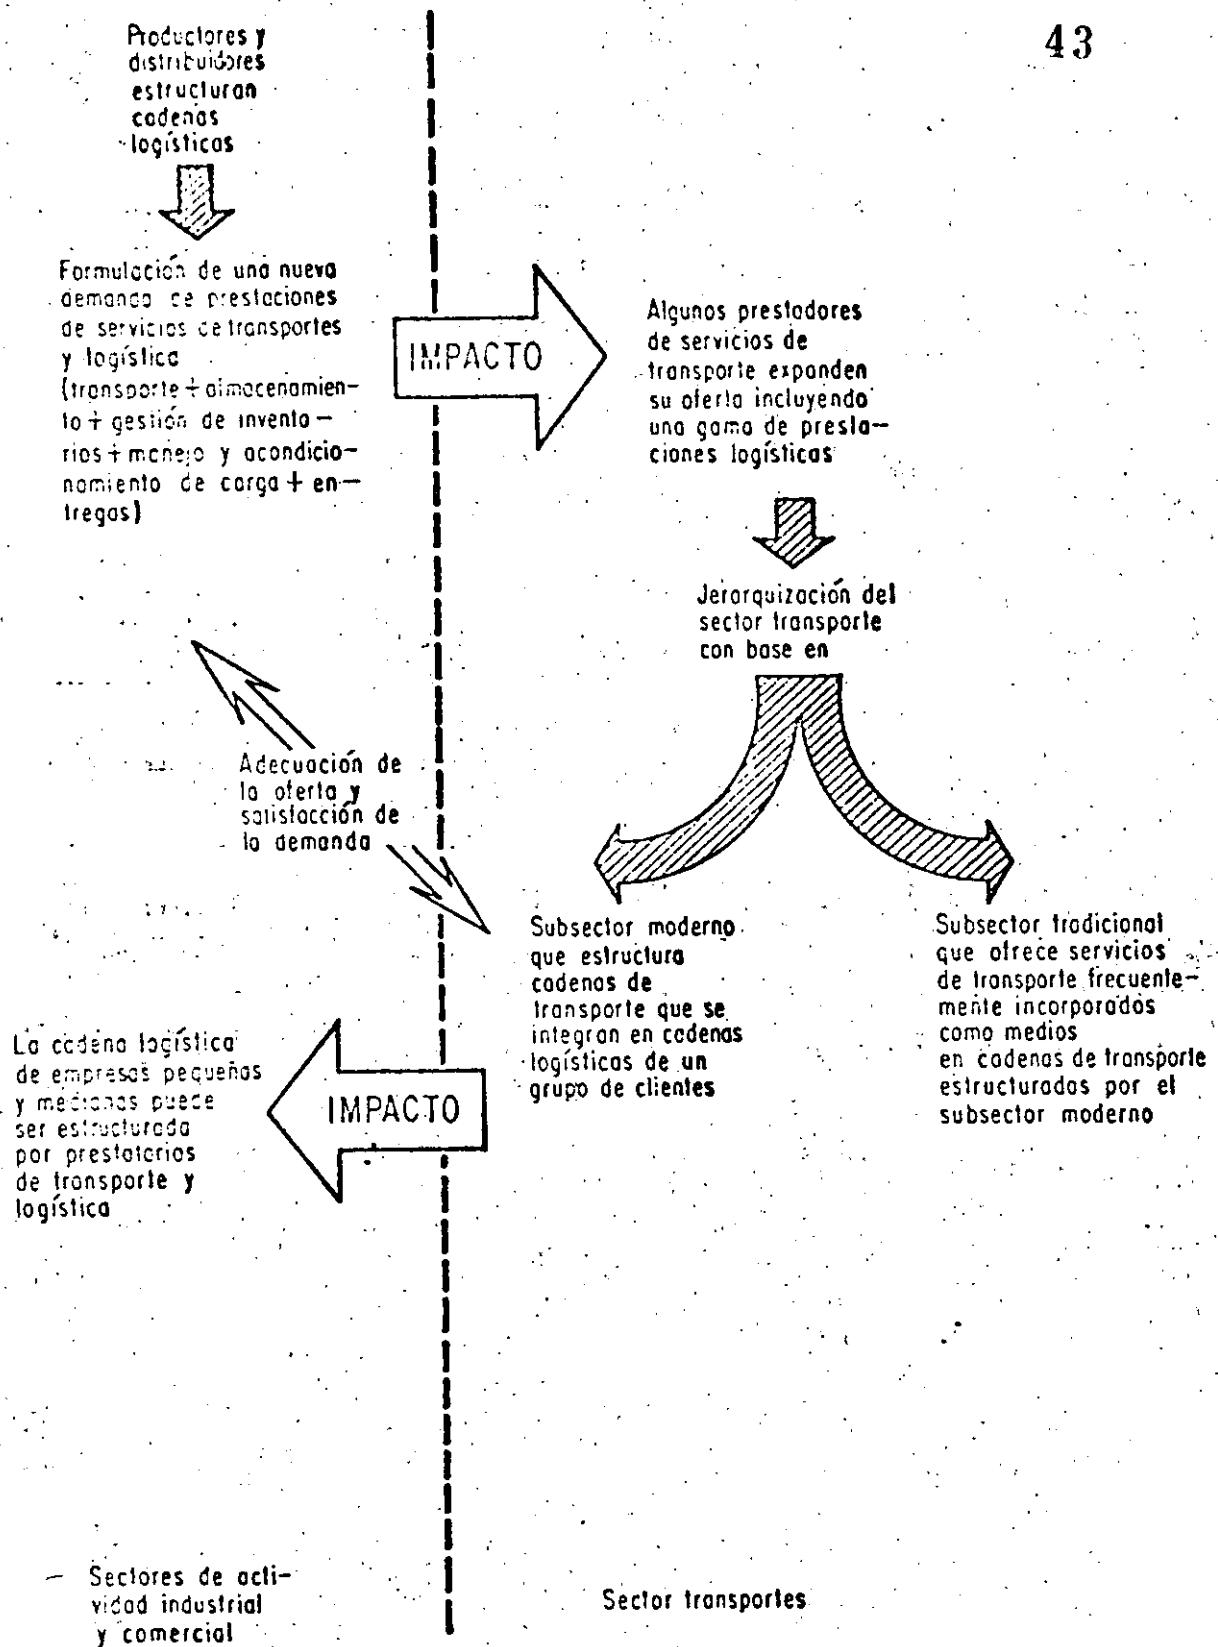 43
Productores y
distribuidores
estructuran
cadenas
logísticas
Formulación de una nueva
demanda de prestaciones
de servicios de transportes
y logística
(transporte + almacenamien-
to + gestión de inventa-
rios + manejo y acondicio-
namiento de carga + en-
tregas)
IMPACTO
Algunos prestadores
de servicios de
transporte expanden
su oferta incluyendo
una gama de presta-
ciones logísticas
Jerarquización del
sector transporte
con base en
Adecuación de
la oferta y
satisfacción de
la demanda
Subsector moderno
que estructura
cadenas de
transporte que se
integran en cadenas
logísticas de un
grupo de clientes
Subsector tradicional
que ofrece servicios
de transporte frecuente-
mente incorporados
como medios
en cadenas de transporte
estructuradas por el
subsector moderno
La cadena logística
de empresas pequeñas
y medianas puede
ser estructurada
por prestatarios
de transporte y
logística
IMPACTO
Sectores de acti-
vidad industrial
y comercial
Sector transportes